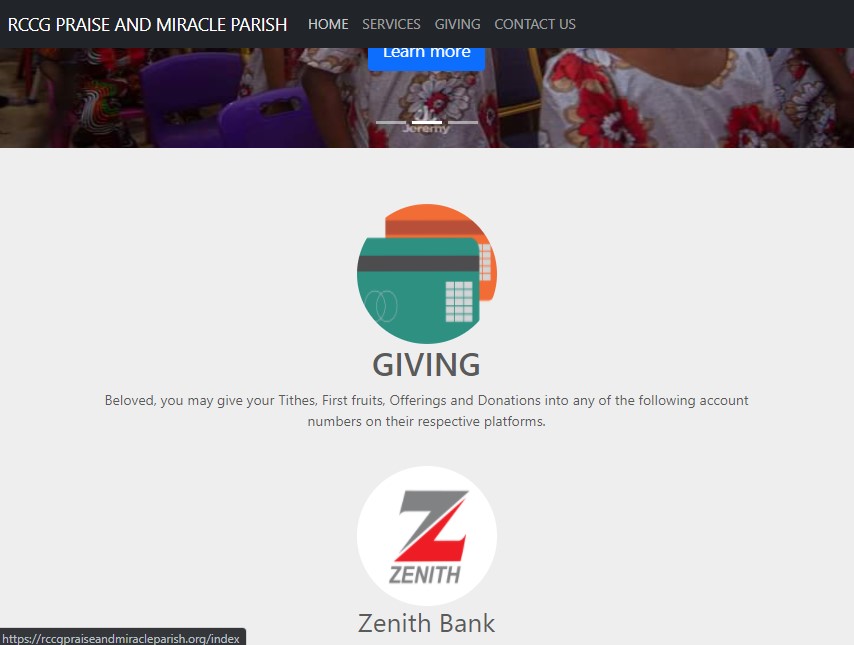 RCCG PRAISE AND MIRACLE PARISH HOME SERVICES GIVING CONTACT US
Learn more
Jeremy
GIVING
Beloved, you may give your Tithes, First fruits, Offerings and Donations into any of the following account
numbers on their respective platforms.
ZENITH
Zenith Bank
https://rccgpraiseandmiracleparish.org/index